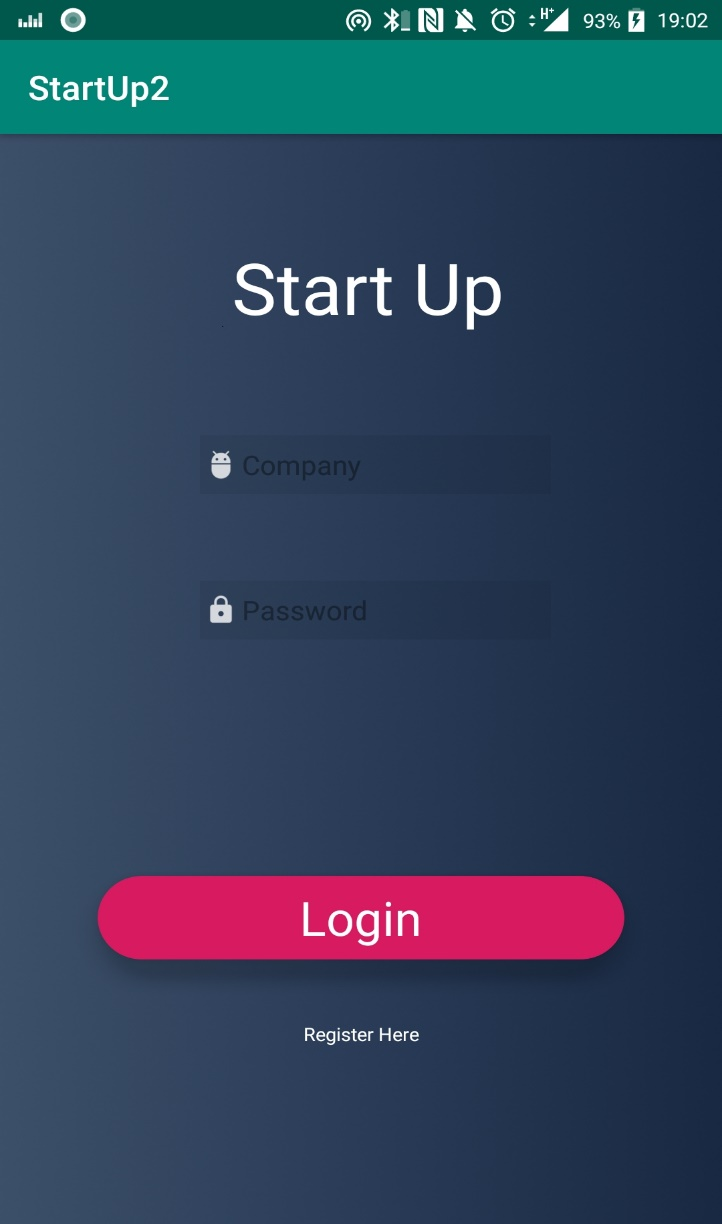 H+ 93% 19:02
StartUp2
Start Up
Company
Password
Login
Register Here